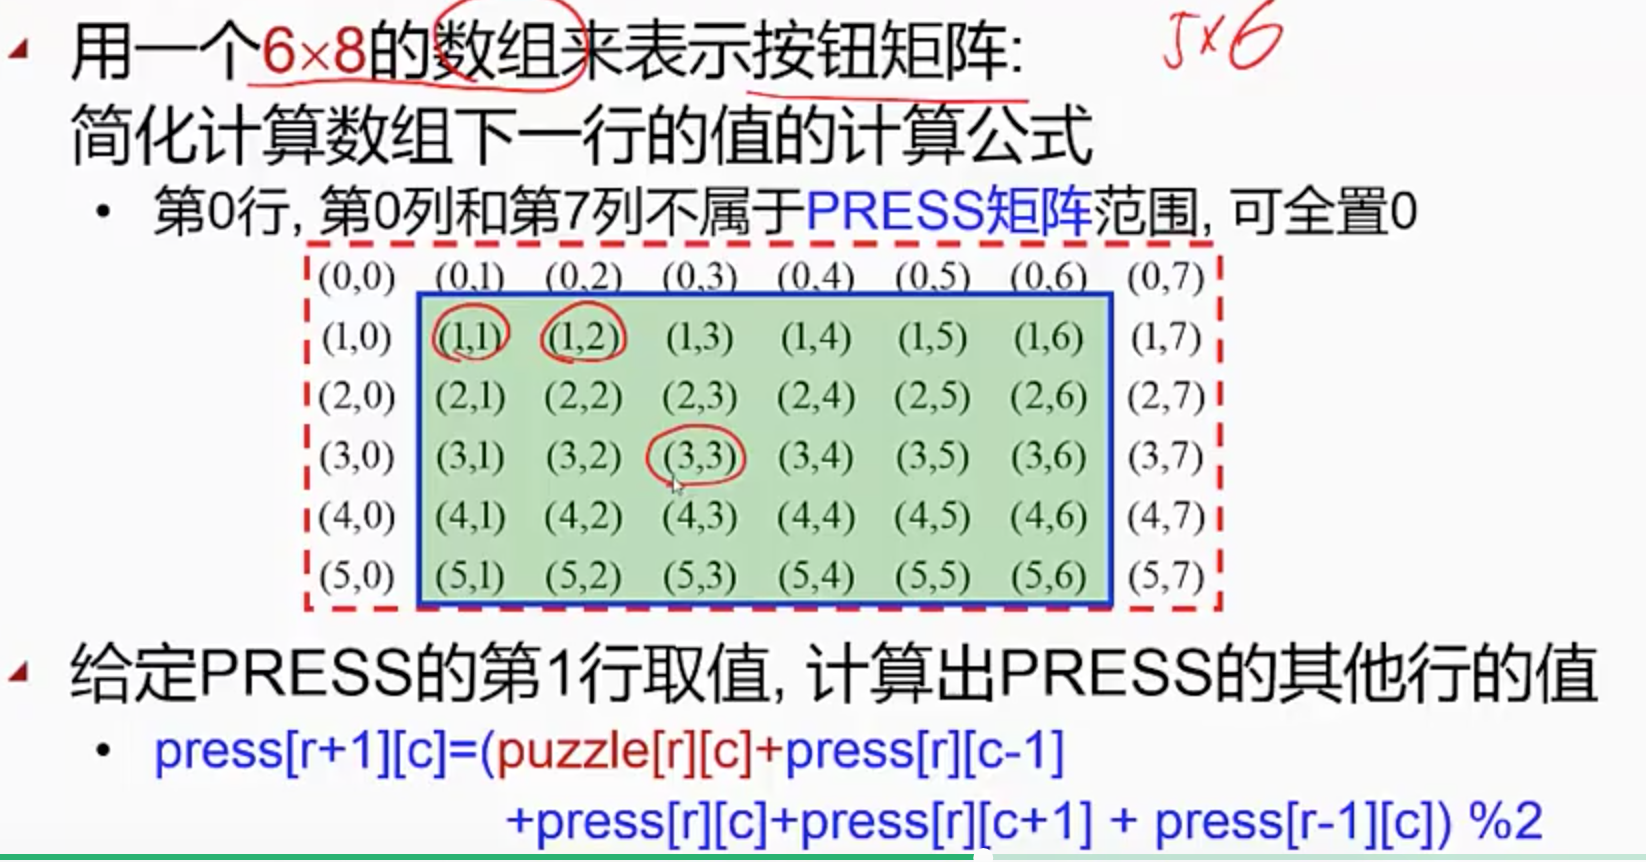 用一个6×8的数组来表示按钮矩阵: 5×6
简化计算数组下一行的值的计算公式
• 第0行, 第0列和第7列不属于PRESS矩阵范围, 可全置0
(0,0) (0,1) (0,2) (0,3) (0,4) (0,5) (0,6) (0,7)
(1,0) (1,1) (1,2) (1,3) (1,4) (1,5) (1,6) (1,7)
(2,0) (2,1) (2,2) (2,3) (2,4) (2,5) (2,6) (2,7)
(3,0) (3,1) (3,2) (3,3) (3,4) (3,5) (3,6) (3,7)
(4,0) (4,1) (4,2) (4,3) (4,4) (4,5) (4,6) (4,7)
(5,0) (5,1) (5,2) (5,3) (5,4) (5,5) (5,6) (5,7)
给定PRESS的第1行取值, 计算出PRESS的其他行的值
• press[r+1][c]=(puzzle[r][c]+press[r][c-1]
+press[r][c]+press[r][c+1] + press[r-1][c]) %2